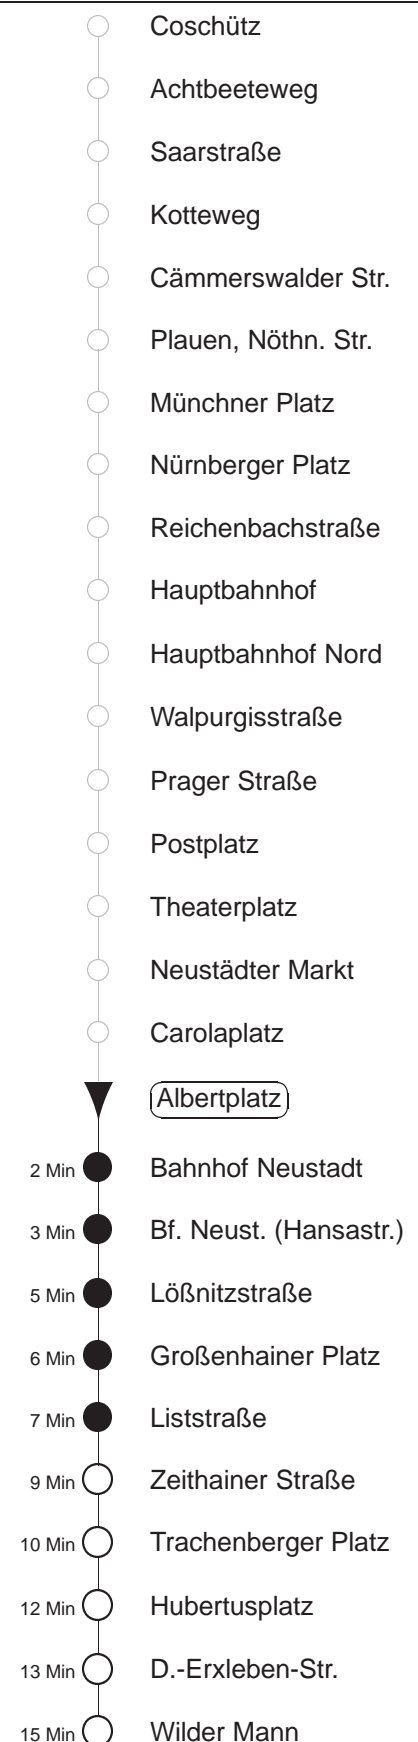 Coschütz
Achtbeeteweg
Saarstraße
Kotteweg
Cämmerswalder Str.
Plauen, Nöthn. Str.
Münchner Platz
Nürnberger Platz
Reichenbachstraße
Hauptbahnhof
Hauptbahnhof Nord
Walpurgisstraße
Prager Straße
Postplatz
Theaterplatz
Neustädter Markt
Carolaplatz
Albertplatz
2 Min Bahnhof Neustadt
3 Min Bf. Neust. (Hansastr.)
5 Min Lößnitzstraße
6 Min Großenhainer Platz
7 Min Liststraße
9 Min Zeithainer Straße
10 Min Trachenberger Platz
12 Min Hubertusplatz
13 Min D.-Erxleben-Str.
15 Min Wilder Mann